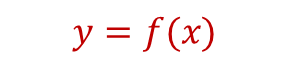 y = f(x)